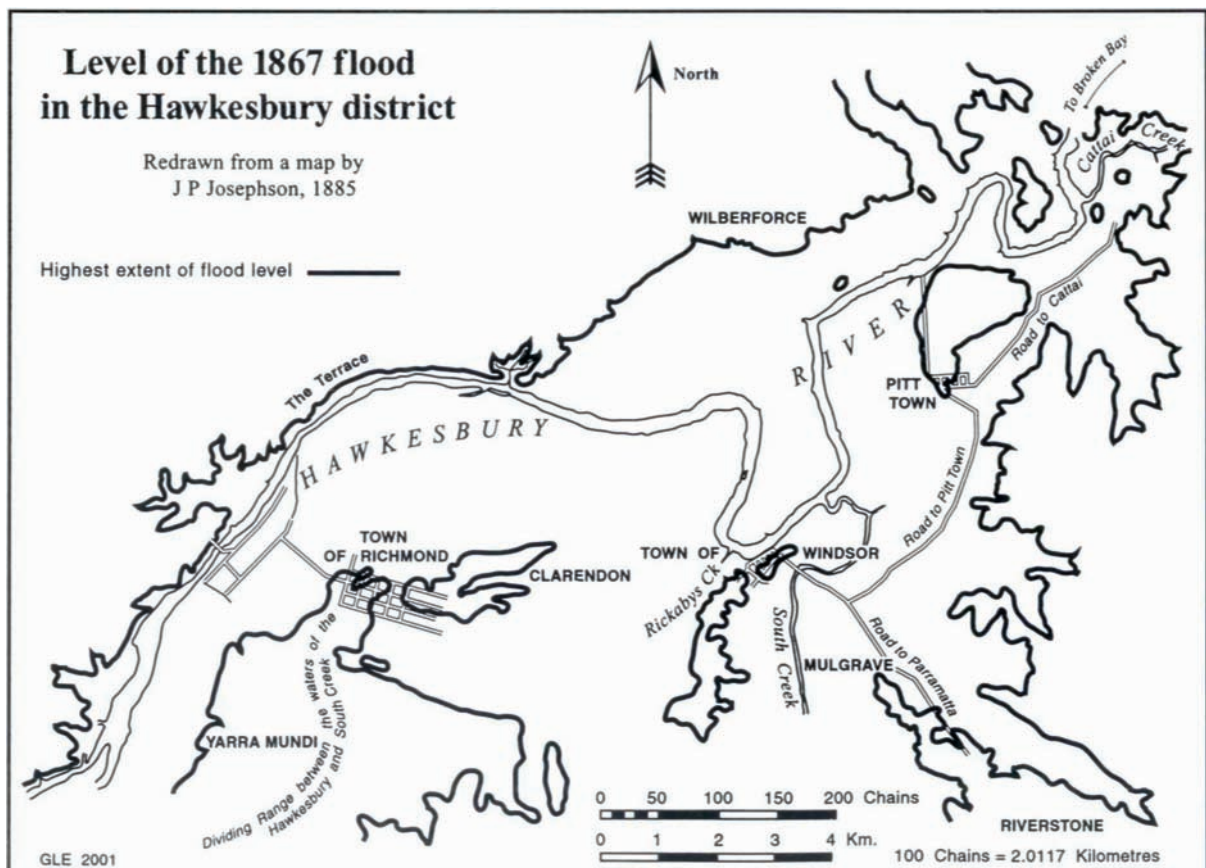 Level of the 1867 flood
in the Hawkesbury district
Redrawn from a map by
J P Josephson, 1885
Highest extent of flood level
North
To Broken Bay
Cattai Creek
WILBERFORCE
The Terrace
HAWKESBURY
RIVER
Road to Cattai
PITT
TOWN
Road to Pitt Town
TOWN
OF RICHMOND
CLARENDON
TOWN OF WINDSOR
Rickabys Ck
South Creek
MULGRAVE
Road to Parramatta
YARRA MUNDI
Dividing Range between the waters of the
Hawkesbury and South Creek
0 50 100 150 200 Chains
0 1 2 3 4 Km.
RIVERSTONE
100 Chains = 2.0117 Kilometres
GLE 2001